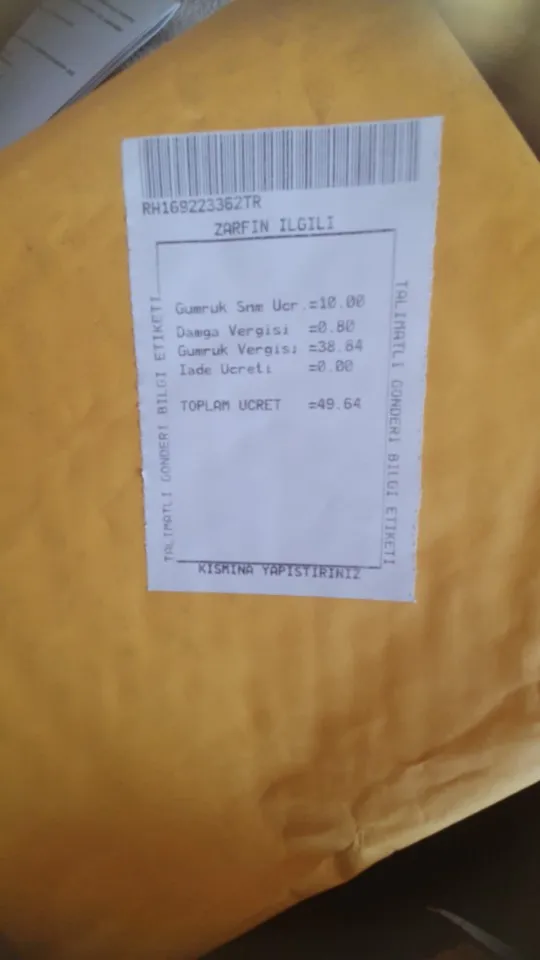 RH169223362TR
ZARFIN ILGILI
TALIMATLI GONDERI BILGI ETIKETI
Gumruk Snm Ucr.=10.00
Damga Vergisi =0.80
Gumruk Vergisi =38.84
Iade Ucreti =0.00
TOPLAM UCRET =49.64
TALIMATLI GONDERI BILGI ETIKETI
KISMINA YAPISTIRINIZ